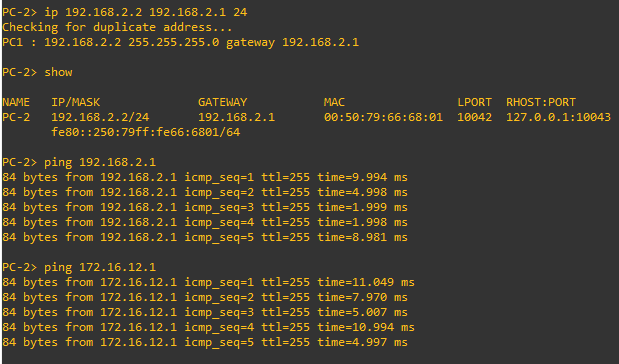 PC-2> ip 192.168.2.2 192.168.2.1 24
Checking for duplicate address...
PC1 : 192.168.2.2 255.255.255.0 gateway 192.168.2.1
PC-2> show
NAME   IP/MASK              GATEWAY           MAC                LPORT  RHOST:PORT
PC-2   192.168.2.2/24       192.168.2.1       00:50:79:66:68:01  10042  127.0.0.1:10043
       fe80::250:79ff:fe66:6801/64
PC-2> ping 192.168.2.1
84 bytes from 192.168.2.1 icmp_seq=1 ttl=255 time=9.994 ms
84 bytes from 192.168.2.1 icmp_seq=2 ttl=255 time=4.998 ms
84 bytes from 192.168.2.1 icmp_seq=3 ttl=255 time=1.999 ms
84 bytes from 192.168.2.1 icmp_seq=4 ttl=255 time=1.998 ms
84 bytes from 192.168.2.1 icmp_seq=5 ttl=255 time=8.981 ms
PC-2> ping 172.16.12.1
84 bytes from 172.16.12.1 icmp_seq=1 ttl=255 time=11.049 ms
84 bytes from 172.16.12.1 icmp_seq=2 ttl=255 time=7.970 ms
84 bytes from 172.16.12.1 icmp_seq=3 ttl=255 time=5.007 ms
84 bytes from 172.16.12.1 icmp_seq=4 ttl=255 time=10.994 ms
84 bytes from 172.16.12.1 icmp_seq=5 ttl=255 time=4.997 ms